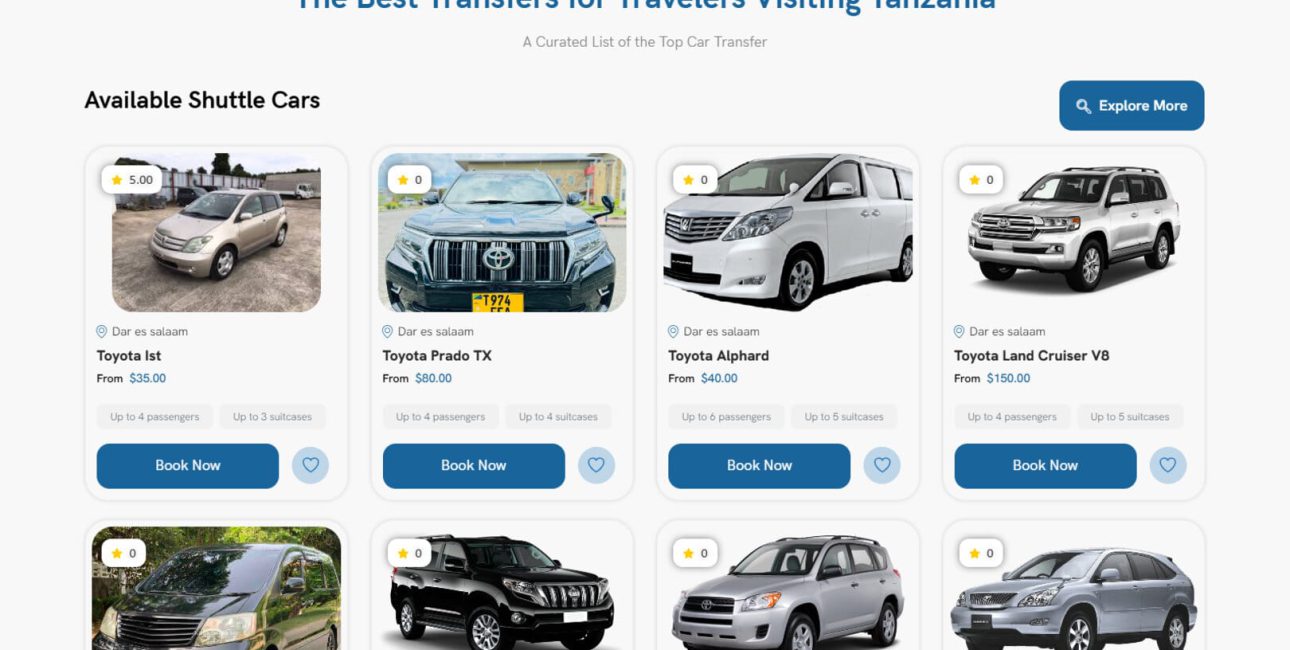 The Best Transfers for Travelers Visiting Tanzania
A Curated List of the Top Car Transfer
Available Shuttle Cars
Explore More
5.00
0
0
0
T974
Dar es salaam
Dar es salaam
Dar es salaam
Dar es salaam
Toyota Ist
Toyota Prado TX
Toyota Alphard
Toyota Land Cruiser V8
From $35.00
From $80.00
From $40.00
From $150.00
Up to 4 passengers Up to 3 suitcases
Up to 4 passengers Up to 4 suitcases
Up to 6 passengers Up to 5 suitcases
Up to 4 passengers Up to 5 suitcases
Book Now
Book Now
Book Now
Book Now
0
0
0
0